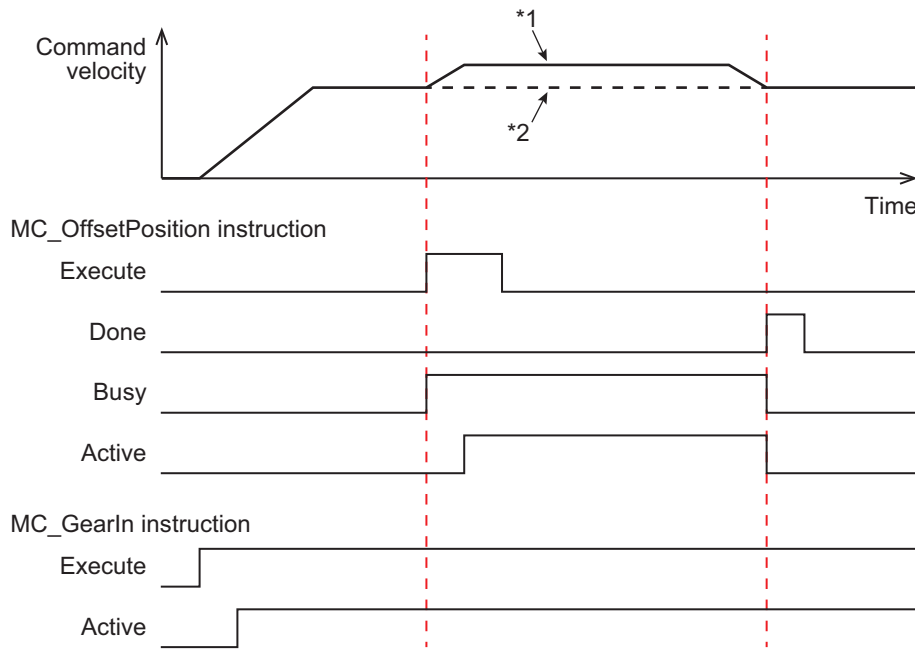 *1
Command
velocity
*2
Time
MC_OffsetPosition instruction
Execute
Done
Busy
Active
MC_GearIn instruction
Execute
Active